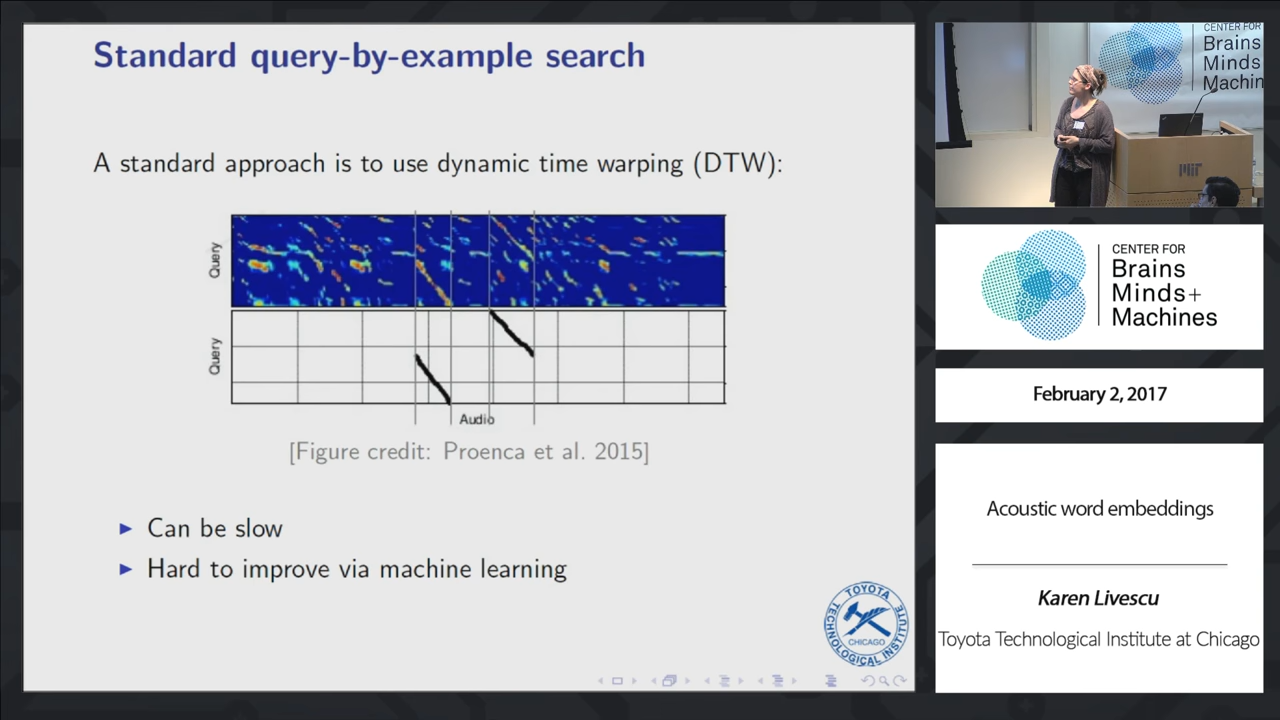 Standard query-by-example search
A standard approach is to use dynamic time warping (DTW):
Query
Query
Audio
[Figure credit: Proenca et al. 2015]
▶ Can be slow
▶ Hard to improve via machine learning
TOYOTA TECHNOLOGICAL INSTITUTE
CHICAGO
CENTER FOR
Brains
Minds
Machin
MIT
CENTER FOR
Brains
Minds+
Machines
February 2, 2017
Acoustic word embeddings
Karen Livescu
Toyota Technological Institute at Chicago